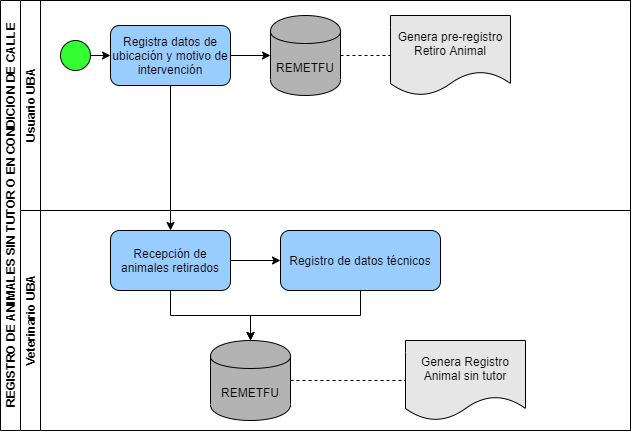 REGISTRO DE ANIMALES SIN TUTOR O EN CONDICION DE CALLE
Usuario UBA
Registra datos de
ubicación y motivo de
intervención
REMETFU
Genera pre-registro
Retiro Animal
Veterinario UBA
Recepción de
animales retirados
Registro de datos técnicos
REMETFU
Genera Registro
Animal sin tutor